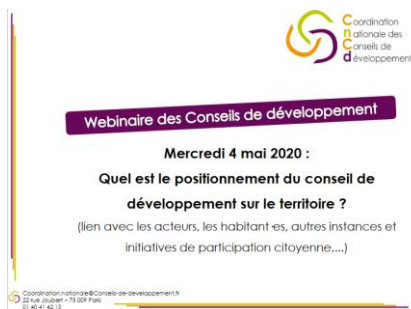 Coordination
nationale des
Conseils de
développement
Webinaire des Conseils de développement
Mercredi 4 mai 2020 :
Quel est le positionnement du conseil de
développement sur le territoire ?
(lien avec les acteurs, les habitant·es, autres instances et
initiatives de participation citoyenne,...)
Coordination.nationale@Conseils-de-developpement.fr
22 rue Joubert – 75 009 Paris
01 40 41 42 13